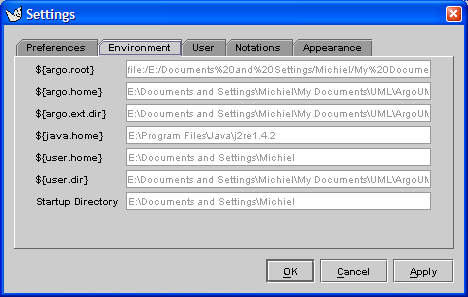 Settings
Preferences Environment User Notations Appearance
${argo.root} file:/E:/Documents%20and%20Settings/Michiel/My%20Docume
${argo.home} E:\Documents and Settings\Michiel\My Documents\UML\ArgoUM
${argo.ext.dir} E:\Documents and Settings\Michiel\My Documents\UML\ArgoUM
${java.home} E:\Program Files\Java\j2re1.4.2
${user.home} E:\Documents and Settings\Michiel
${user.dir} E:\Documents and Settings\Michiel\My Documents\UML\ArgoUM
Startup Directory E:\Documents and Settings\Michiel
OK Cancel Apply